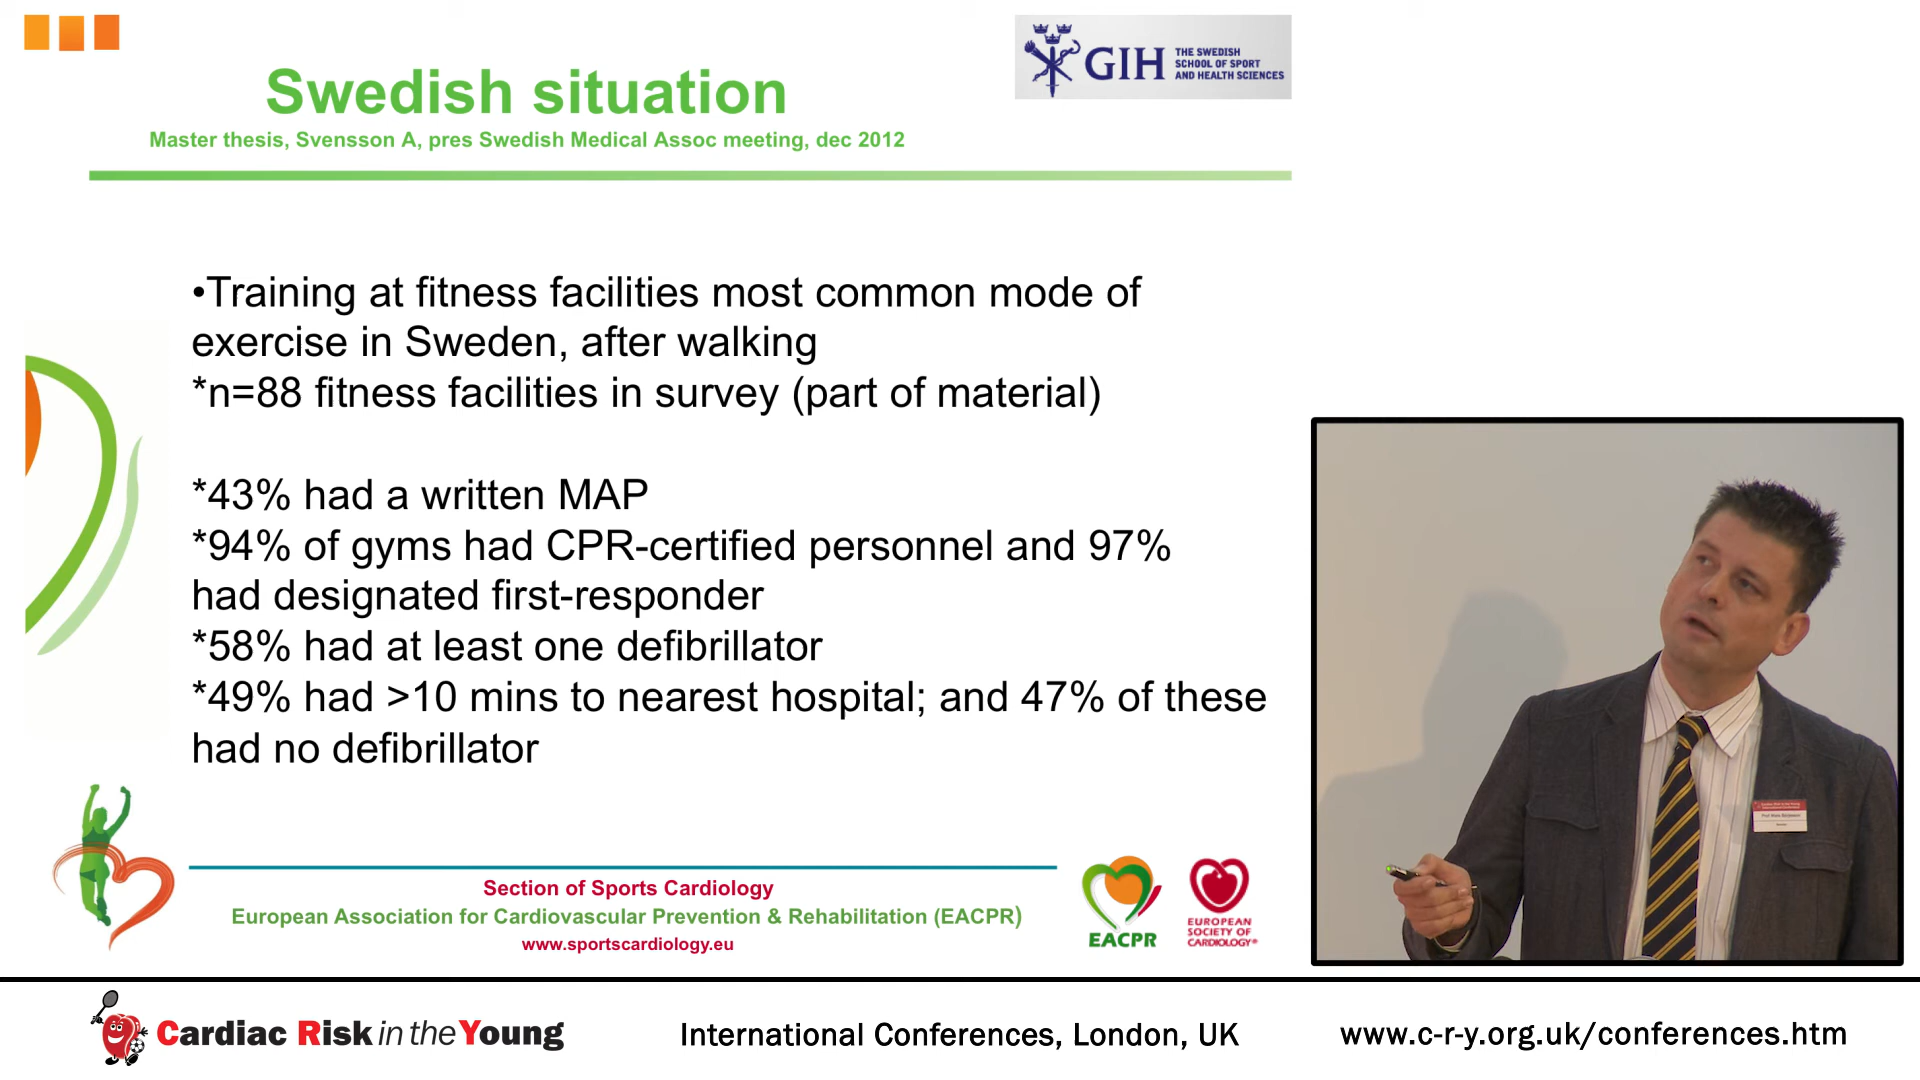 GIH THE SWEDISH
SCHOOL OF SPORT
AND HEALTH SCIENCES
Swedish situation
Master thesis, Svensson A, pres Swedish Medical Assoc meeting, dec 2012
•Training at fitness facilities most common mode of
exercise in Sweden, after walking
*n=88 fitness facilities in survey (part of material)
*43% had a written MAP
*94% of gyms had CPR-certified personnel and 97%
had designated first-responder
*58% had at least one defibrillator
*49% had >10 mins to nearest hospital; and 47% of these
had no defibrillator
Section of Sports Cardiology
European Association for Cardiovascular Prevention & Rehabilitation (EACPR)
www.sportscardiology.eu
EACPR
EUROPEAN
SOCIETY OF
CARDIOLOGY®
Cardiac Risk in the Young
International Conferences, London, UK
www.c-r-y.org.uk/conferences.htm